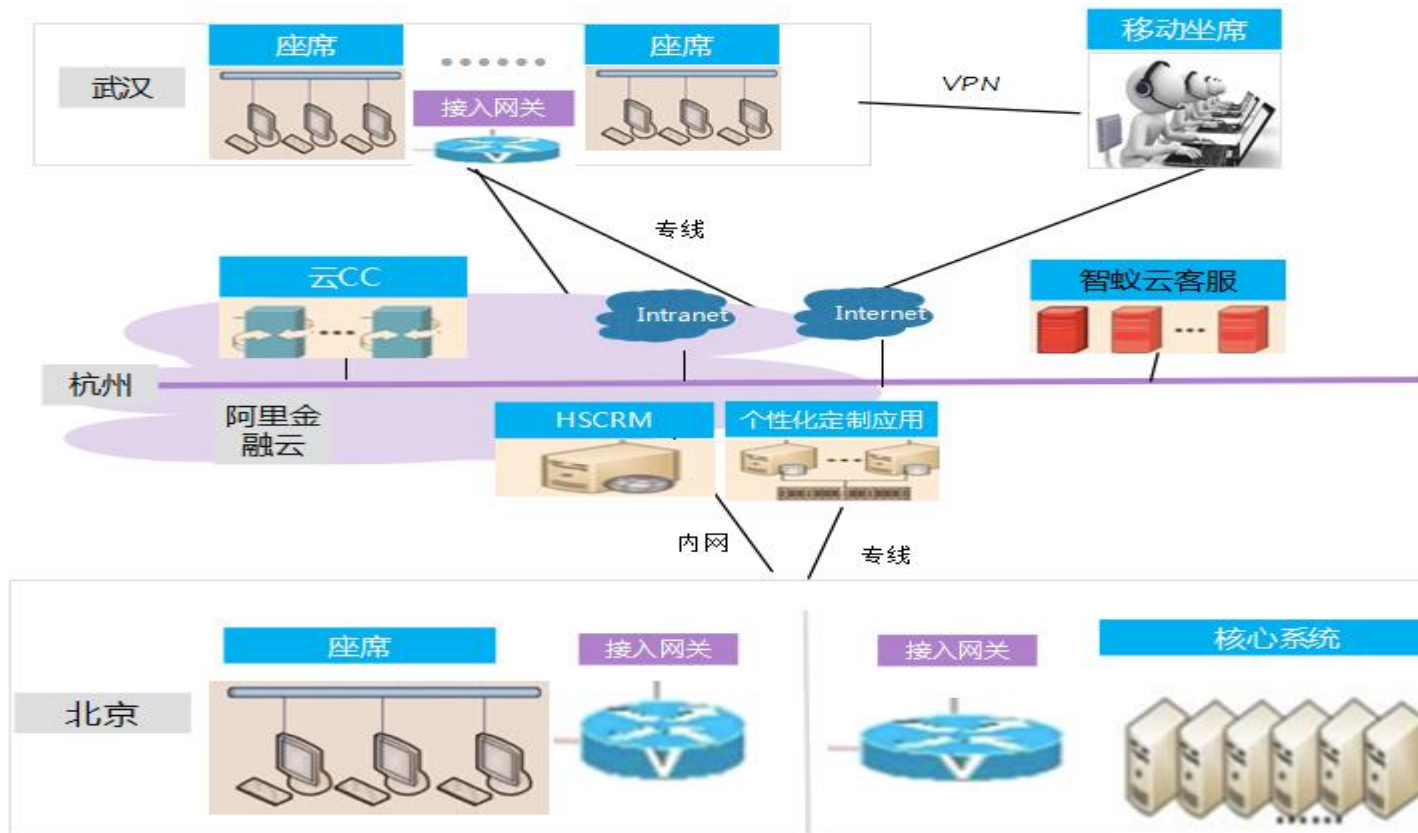 座席
座席
移动坐席
武汉
VPN
接入网关
专线
云CC
Intranet
Internet
智蚁云客服
杭州
阿里金
融云
HSCRM
个性化定制应用
内网
专线
座席
接入网关
接入网关
核心系统
北京